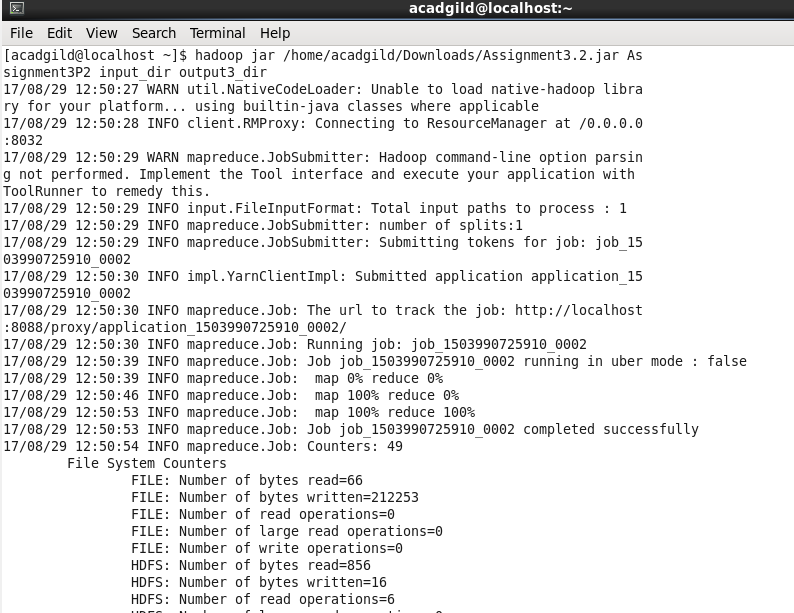 acadgild@localhost:~
File Edit View Search Terminal Help
[acadgild@localhost ~]$ hadoop jar /home/acadgild/Downloads/Assignment3.2.jar As
signment3P2 input_dir output3_dir
17/08/29 12:50:27 WARN util.NativeCodeLoader: Unable to load native-hadoop libra
ry for your platform... using builtin-java classes where applicable
17/08/29 12:50:28 INFO client.RMProxy: Connecting to ResourceManager at /0.0.0.0
:8032
17/08/29 12:50:29 WARN mapreduce.JobSubmitter: Hadoop command-line option parsin
g not performed. Implement the Tool interface and execute your application with
ToolRunner to remedy this.
17/08/29 12:50:29 INFO input.FileInputFormat: Total input paths to process : 1
17/08/29 12:50:29 INFO mapreduce.JobSubmitter: number of splits:1
17/08/29 12:50:29 INFO mapreduce.JobSubmitter: Submitting tokens for job: job_15
03990725910_0002
17/08/29 12:50:30 INFO impl.YarnClientImpl: Submitted application application_15
03990725910_0002
17/08/29 12:50:30 INFO mapreduce.Job: The url to track the job: http://localhost
:8088/proxy/application_1503990725910_0002/
17/08/29 12:50:30 INFO mapreduce.Job: Running job: job_1503990725910_0002
17/08/29 12:50:39 INFO mapreduce.Job: Job job_1503990725910_0002 running in uber mode : false
17/08/29 12:50:39 INFO mapreduce.Job:  map 0% reduce 0%
17/08/29 12:50:46 INFO mapreduce.Job:  map 100% reduce 0%
17/08/29 12:50:53 INFO mapreduce.Job:  map 100% reduce 100%
17/08/29 12:50:53 INFO mapreduce.Job: Job job_1503990725910_0002 completed successfully
17/08/29 12:50:54 INFO mapreduce.Job: Counters: 49
File System Counters
FILE: Number of bytes read=66
FILE: Number of bytes written=212253
FILE: Number of read operations=0
FILE: Number of large read operations=0
FILE: Number of write operations=0
HDFS: Number of bytes read=856
HDFS: Number of bytes written=16
HDFS: Number of read operations=6